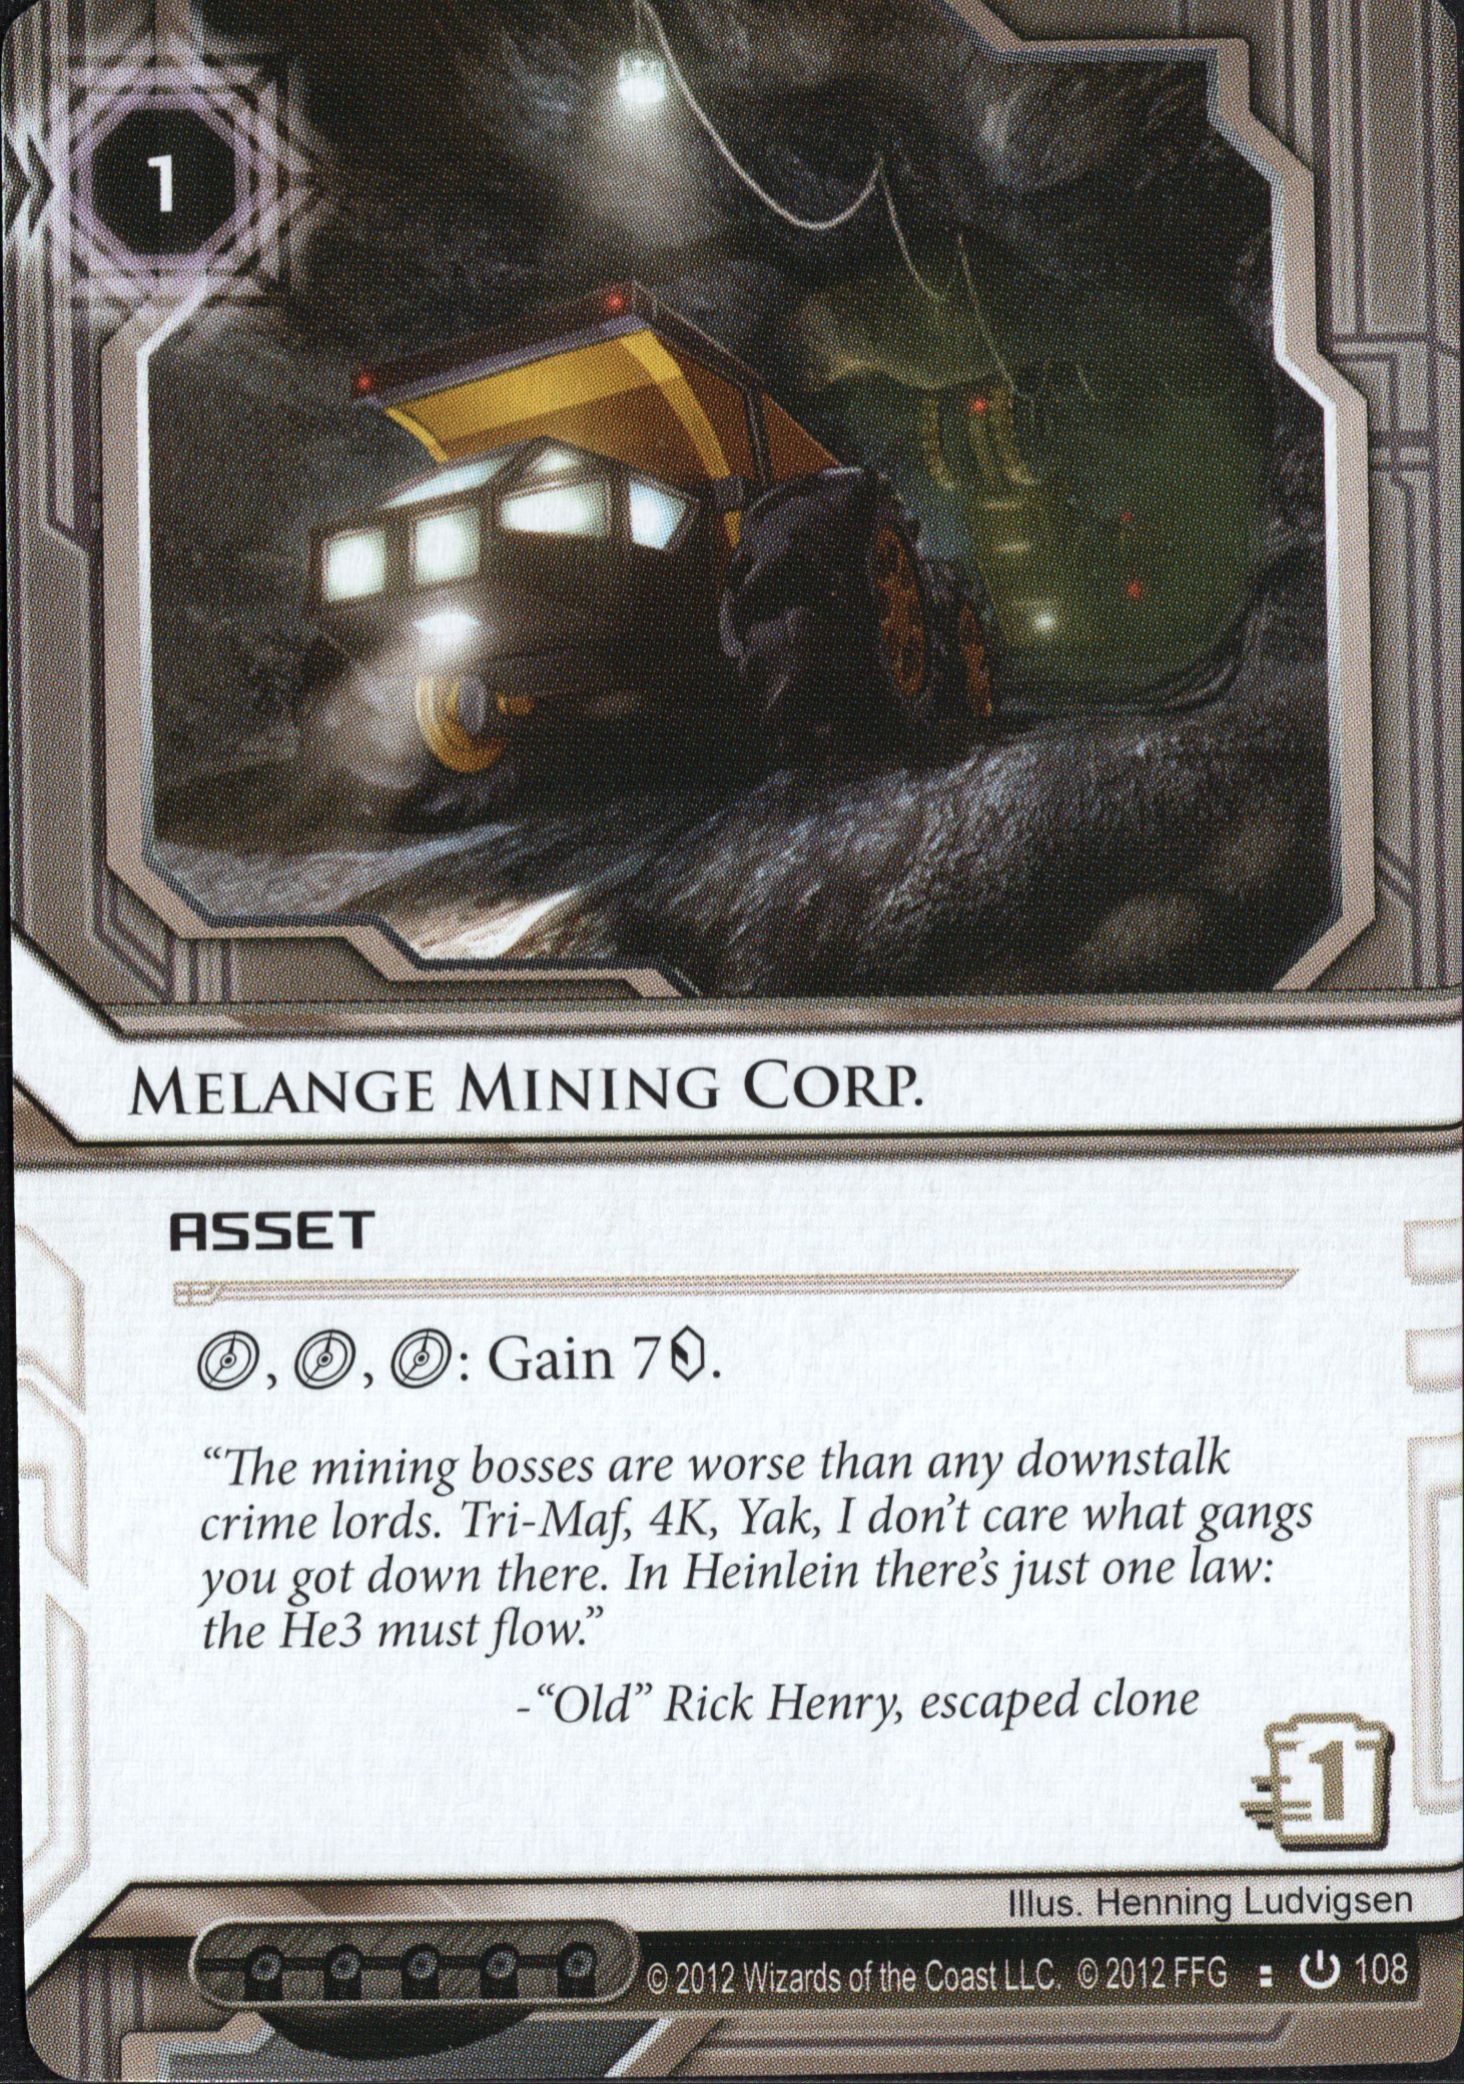 1
MELANGE MINING CORP.
ASSET
, , : Gain 7.
“The mining bosses are worse than any downstalk
crime lords. Tri-Maf, 4K, Yak, I don’t care what gangs
you got down there. In Heinlein there’s just one law:
the He3 must flow.”
-“Old” Rick Henry, escaped clone
1
Illus. Henning Ludvigsen
© 2012 Wizards of the Coast LLC. © 2012 FFG 108